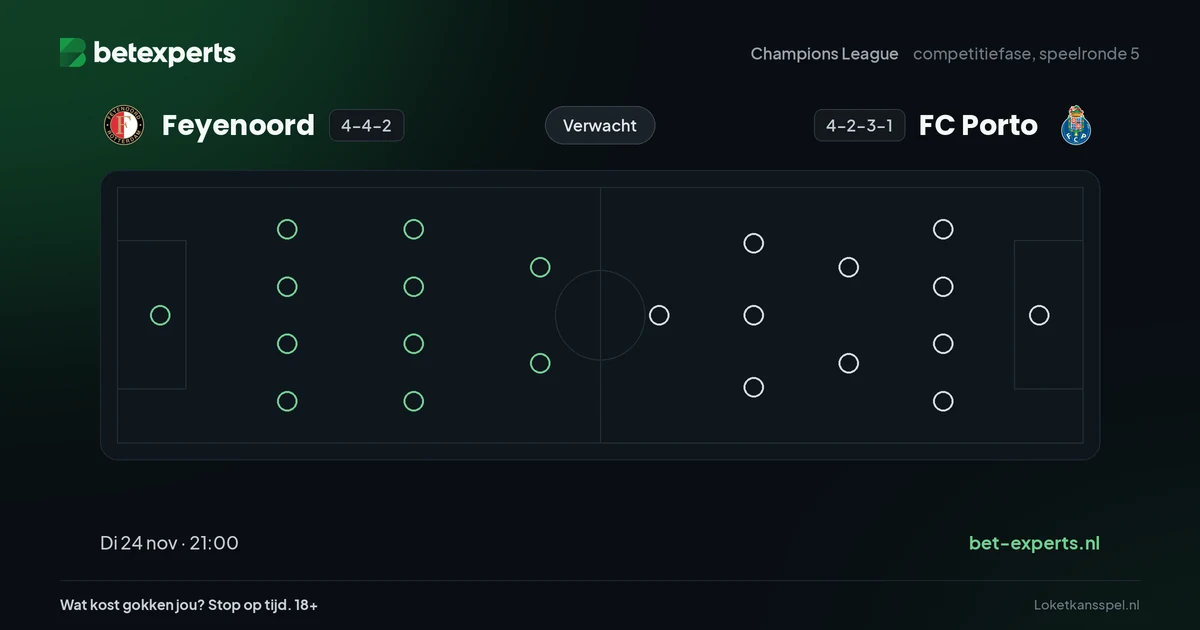 betexperts
Champions League competitiefase, speelronde 5
Feyenoord 4-4-2 Verwacht 4-2-3-1 FC Porto
Di 24 nov · 21:00
bet-experts.nl
Wat kost gokken jou? Stop op tijd. 18+
Loketkansspel.nl